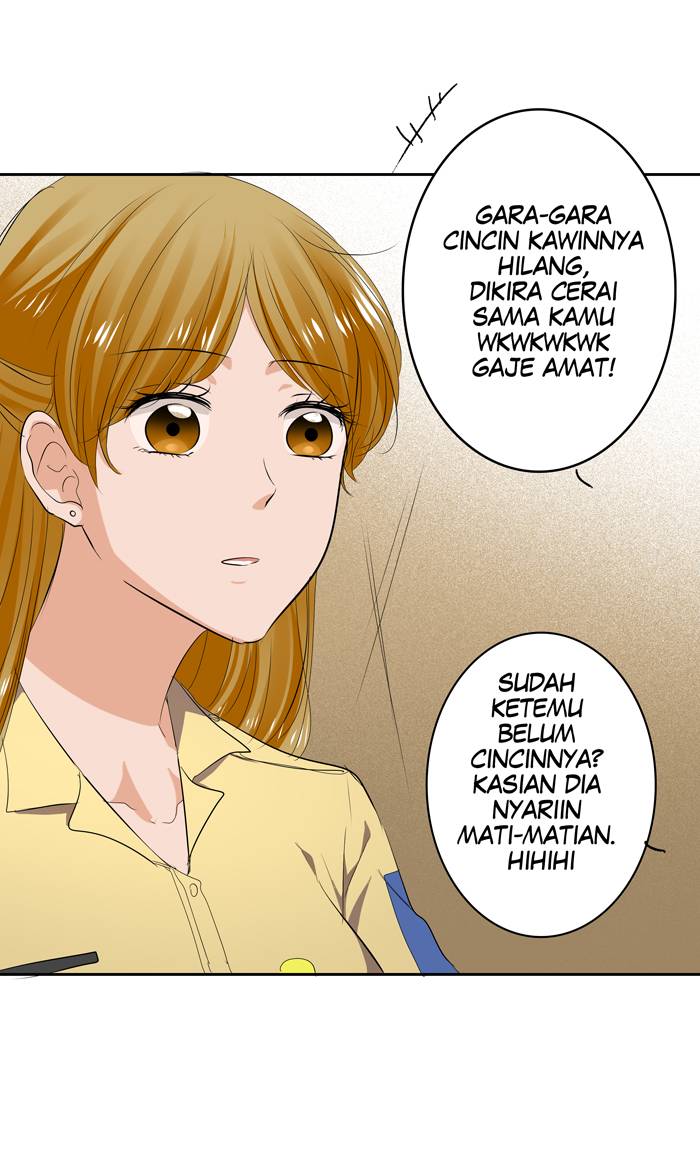 GARA-GARA
CINCIN KAWINNYA
HILANG,
DIKIRA CERAI
SAMA KAMU
WKWKWKWK
GAJE AMAT!
SUDAH
KETEMU
BELUM
CINCINNYA?
KASIAN DIA
NYARIIN
MATI-MATIAN.
HIHIHI